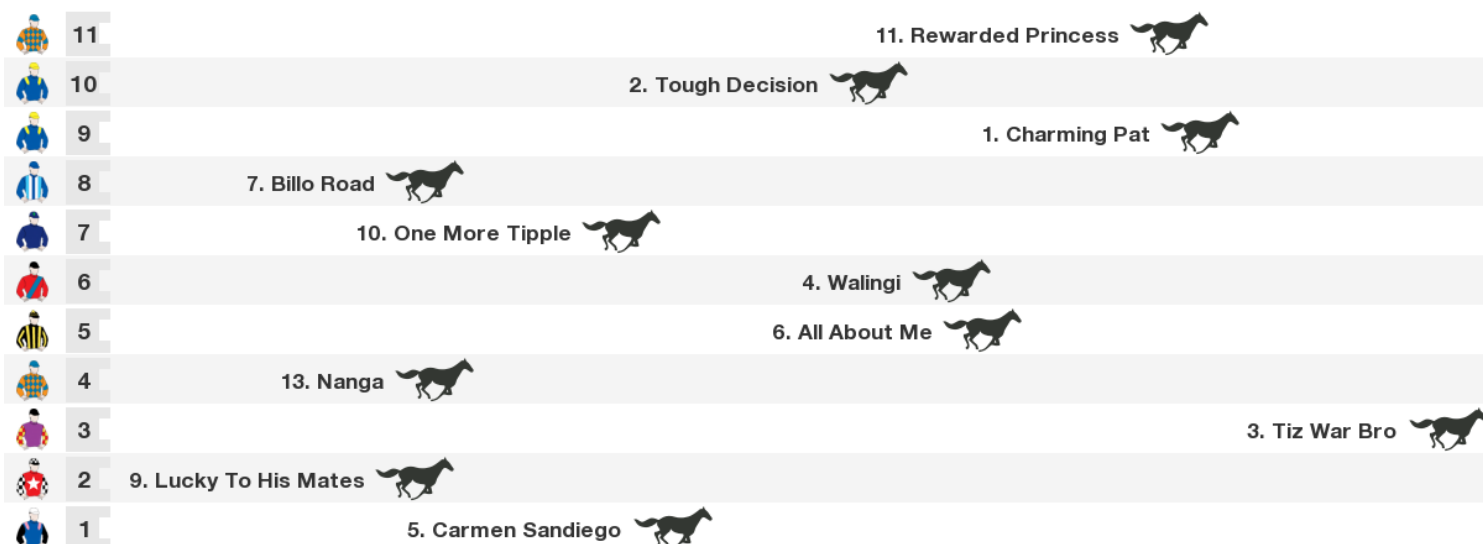 11 11. Rewarded Princess
10 2. Tough Decision
9 1. Charming Pat
8 7. Billo Road
7 10. One More Tipple
6 4. Walingi
5 6. All About Me
4 13. Nanga
3 3. Tiz War Bro
2 9. Lucky To His Mates
1 5. Carmen Sandiego